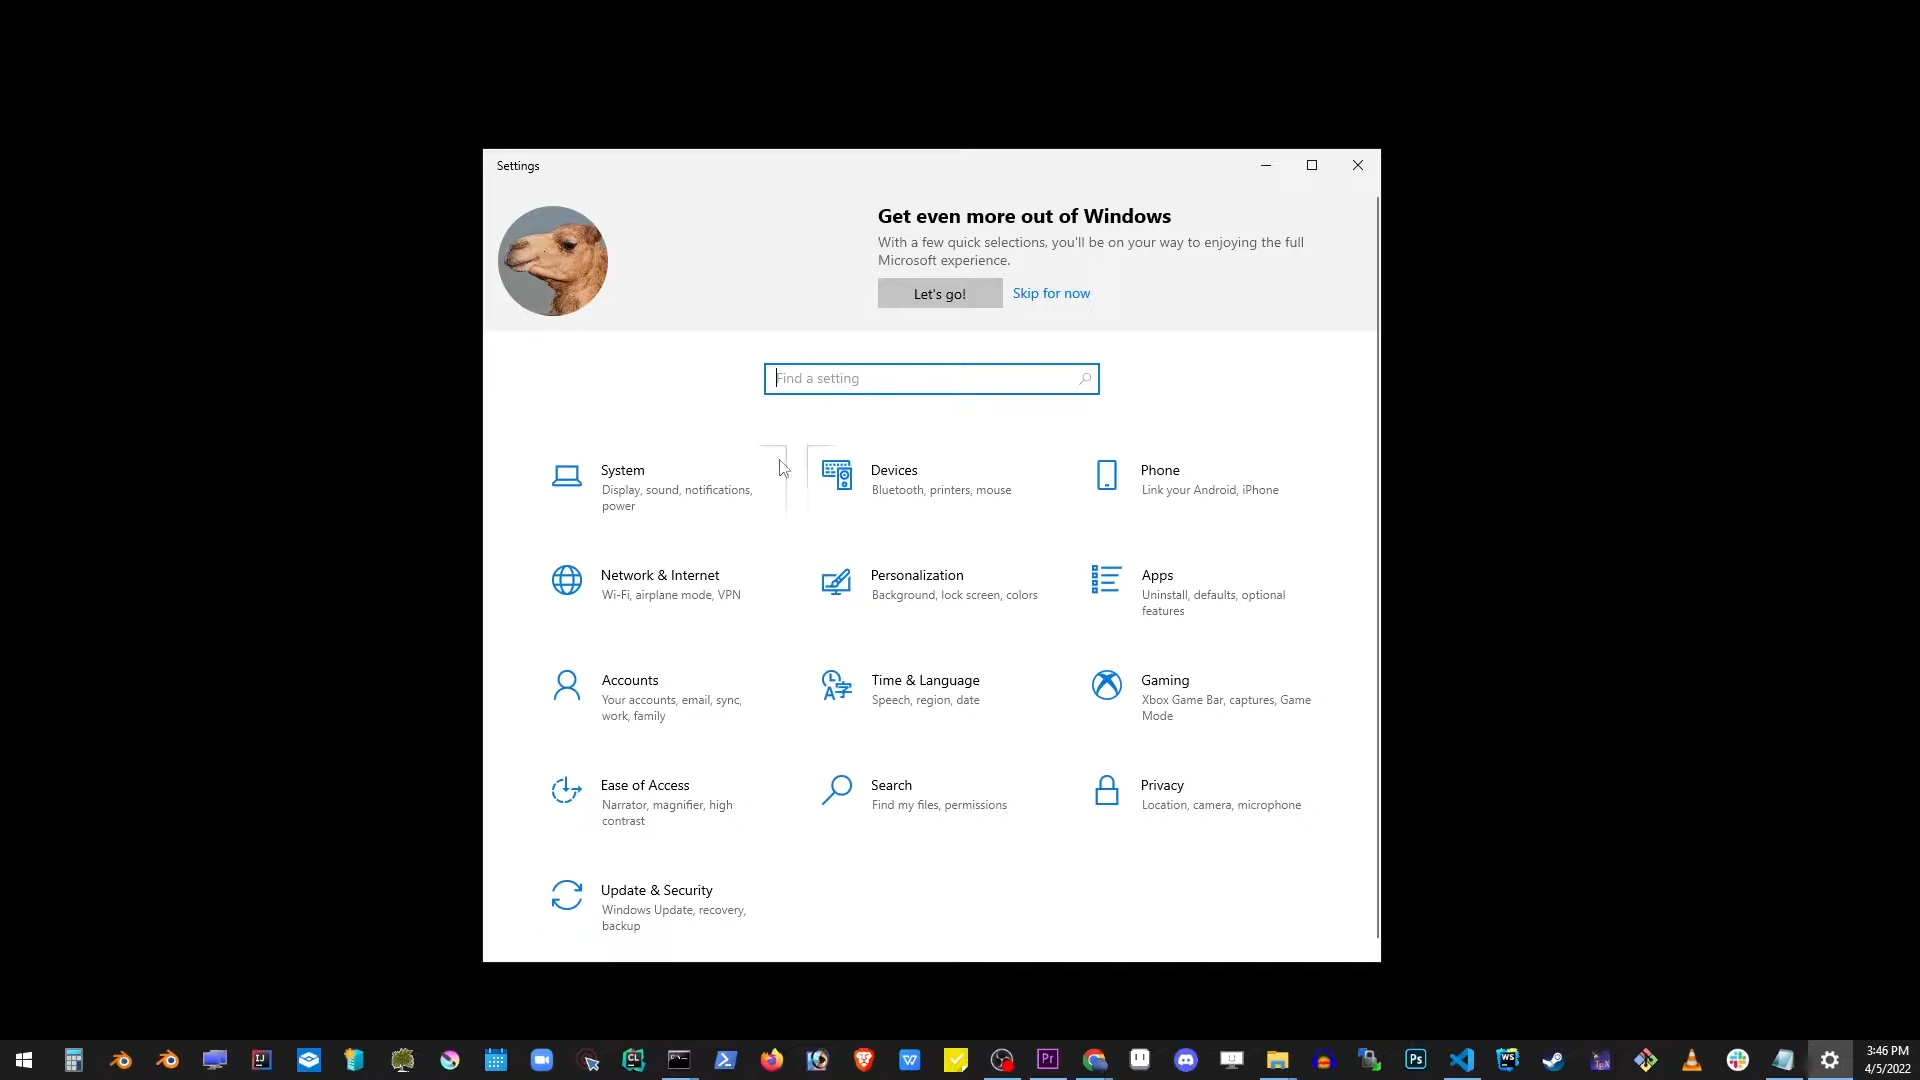 Settings
Get even more out of Windows
With a few quick selections, you'll be on your way to enjoying the full
Microsoft experience.
Let's go!
Skip for now
Find a setting
System
Display, sound, notifications,
power
Devices
Bluetooth, printers, mouse
Phone
Link your Android, iPhone
Network & Internet
Wi-Fi, airplane mode, VPN
Personalization
Background, lock screen, colors
Apps
Uninstall, defaults, optional
features
Accounts
Your accounts, email, sync,
work, family
Time & Language
Speech, region, date
Gaming
Xbox Game Bar, captures, Game
Mode
Ease of Access
Narrator, magnifier, high
contrast
Search
Find my files, permissions
Privacy
Location, camera, microphone
Update & Security
Windows Update, recovery,
backup
IJ
CL
W
Pr
Ps
WS
3:46 PM
4/5/2022